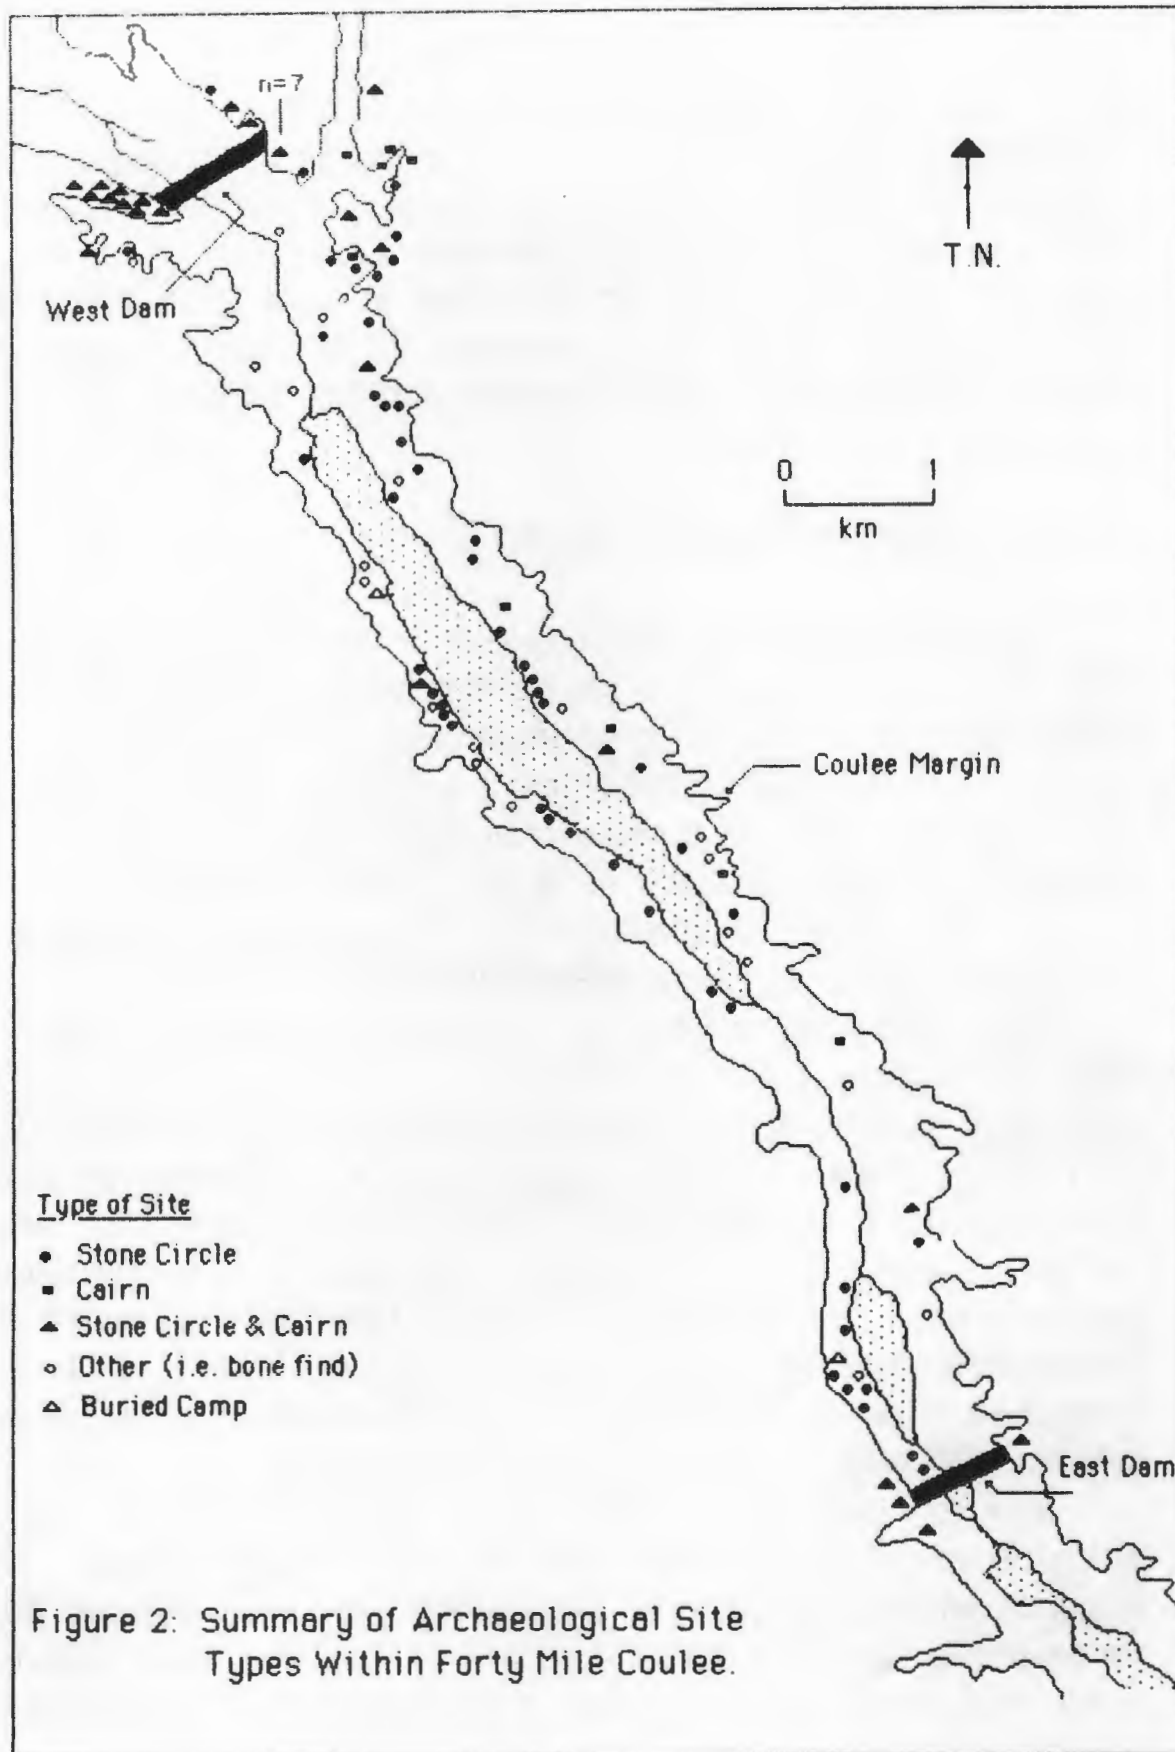 n=7
T.N.
West Dam
0 1
km
Coulee Margin
Type of Site
Stone Circle
Cairn
Stone Circle & Cairn
Other (i.e. bone find)
Buried Camp
East Dam
Figure 2: Summary of Archaeological Site
Types Within Forty Mile Coulee.